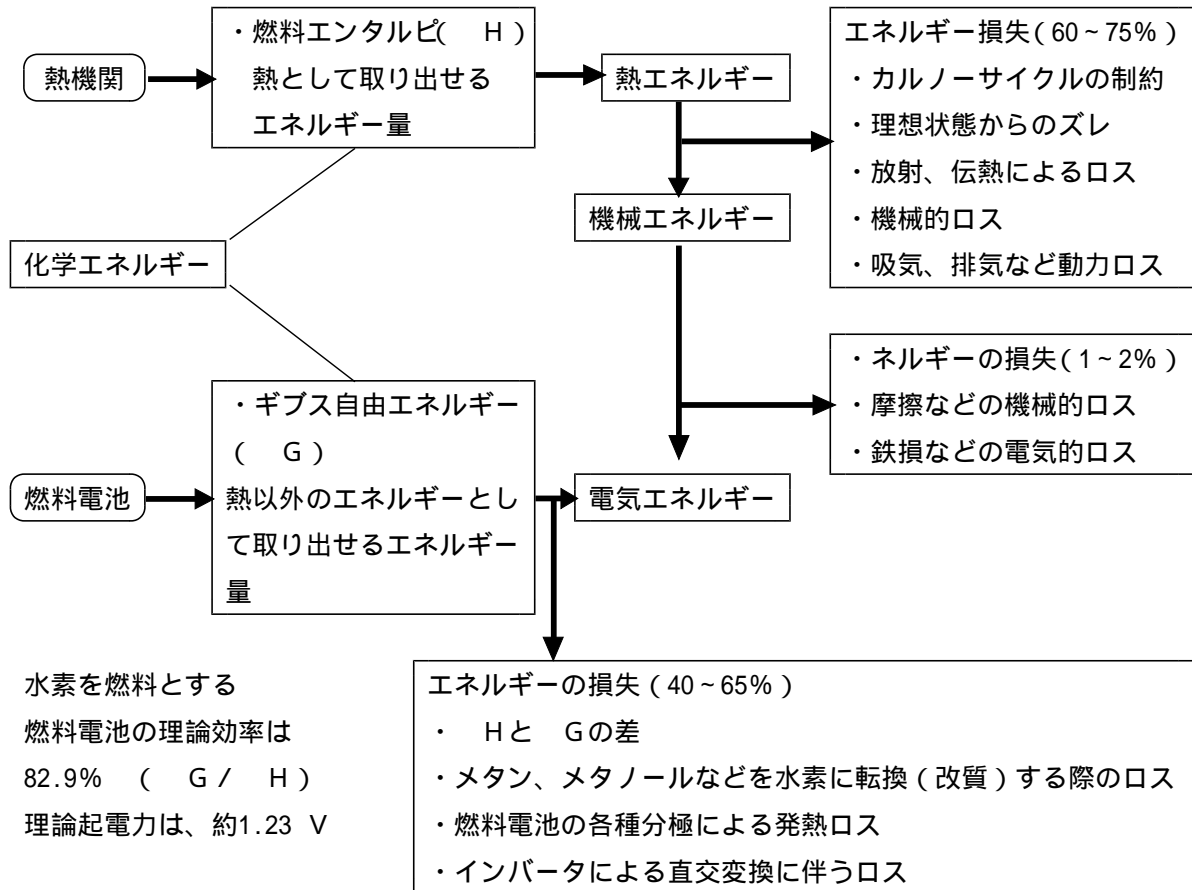 ・燃料エンタルピ(　H)
熱として取り出せる
エネルギー量
熱機関
熱エネルギー
エネルギー損失(60~75%)
・カルノーサイクルの制約
・理想状態からのズレ
・放射、伝熱によるロス
・機械的ロス
・吸気、排気など動力ロス
機械エネルギー
化学エネルギー
・ネルギーの損失(1~2%)
・摩擦などの機械的ロス
・鉄損などの電気的ロス
・ギブス自由エネルギー
(　G)
熱以外のエネルギーとし
て取り出せるエネルギー
量
燃料電池
電気エネルギー
水素を燃料とする
燃料電池の理論効率は
82.9%　(　G/　H)
理論起電力は、約1.23 V
エネルギーの損失(40~65%)
・　Hと　Gの差
・メタン、メタノールなどを水素に転換(改質)する際のロス
・燃料電池の各種分極による発熱ロス
・インバータによる直交変換に伴うロス